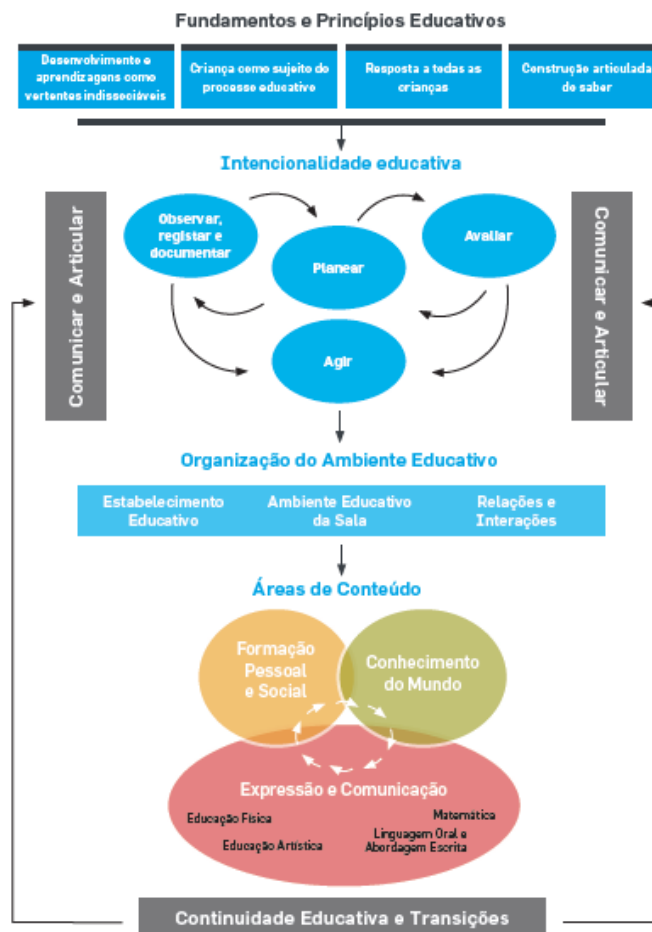 Fundamentos e Princípios Educativos
Desenvolvimento e
aprendizagens como
vertentes indissociáveis
Criança como sujeito do
processo educativo
Resposta a todas as
crianças
Construção articulada
do saber
Intencionalidade educativa
Comunicar e Articular
Observar,
registar e
documentar
Planear
Avaliar
Agir
Comunicar e Articular
Organização do Ambiente Educativo
Estabelecimento
Educativo
Ambiente Educativo
da Sala
Relações e
Interações
Áreas de Conteúdo
Formação
Pessoal
e Social
Conhecimento
do Mundo
Expressão e Comunicação
Educação Física
Matemática
Educação Artística
Linguagem Oral e
Abordagem Escrita
Continuidade Educativa e Transições